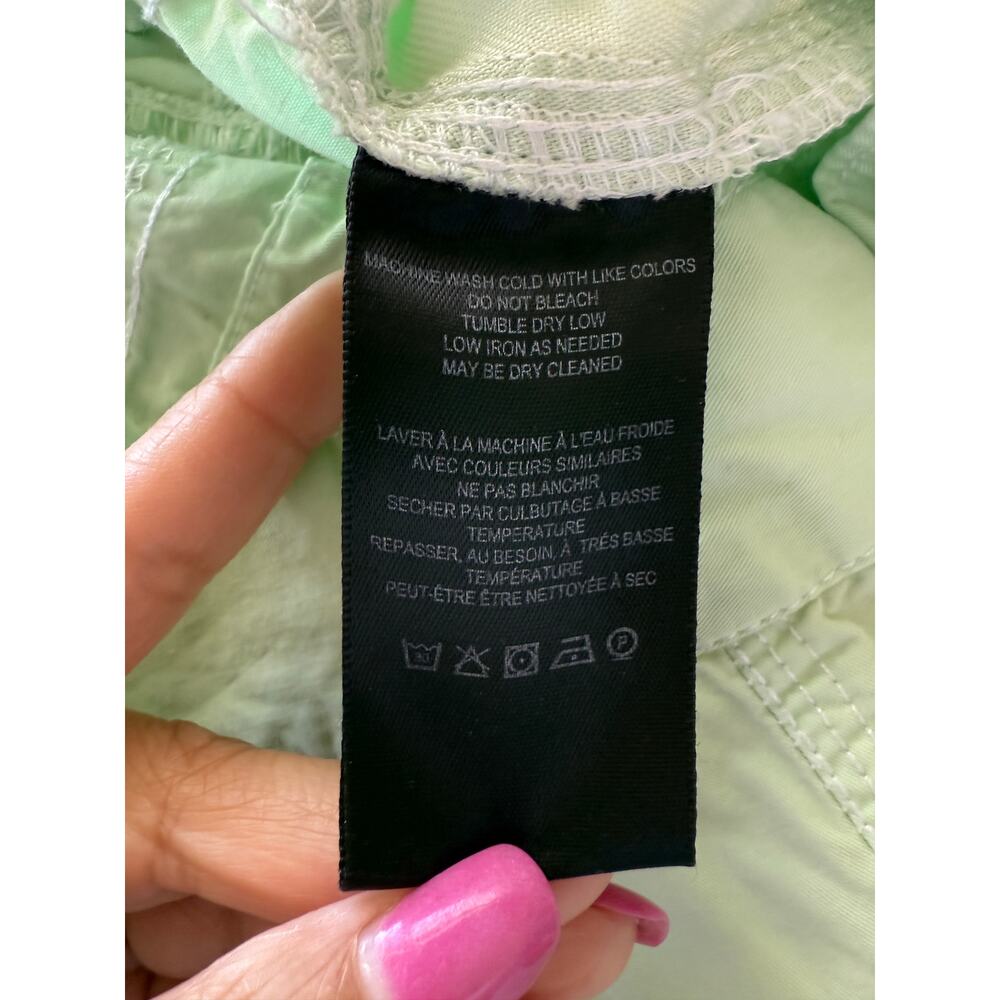 MACHINE WASH COLD WITH LIKE COLORS
DO NOT BLEACH
TUMBLE DRY LOW
LOW IRON AS NEEDED
MAY BE DRY CLEANED
LAVER À LA MACHINE À L'EAU FROIDE
AVEC COULEURS SIMILAIRES
NE PAS BLANCHIR
SECHER PAR CULBUTAGE À BASSE
TEMPERATURE
REPASSER, AU BESOIN, À TRÉS BASSE
TEMPÉRATURE
PEUT-ÊTRE ÊTRE NETTOYÉE À SEC
30
P